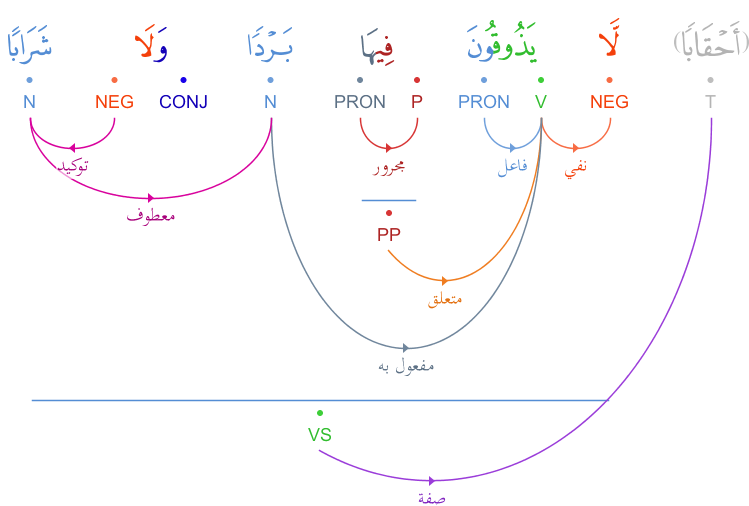 (أَحْقَابًا) لَّا يَذُوقُونَ فِيهَا بَرْدًا وَلَا شَرَابًا
T NEG V PRON P PRON N CONJ NEG N
نفي فاعل مجرور توكيد
معطوف
PP
متعلق
مفعول به
VS
صفة